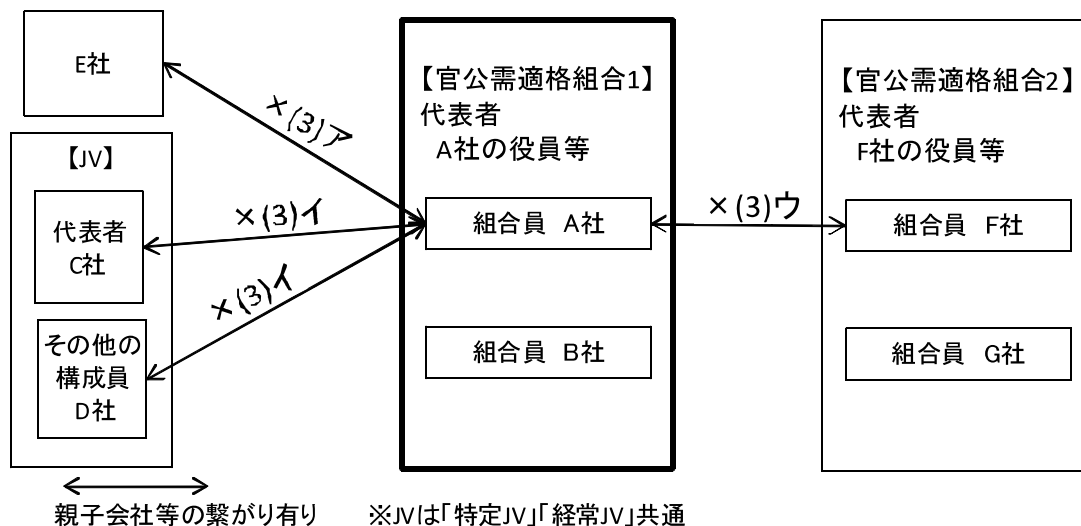 E社
【JV】
代表者
C社
その他の
構成員
D社
×(3)ア
×(3)イ
×(3)イ
【官公需適格組合1】
代表者
A社の役員等
組合員 A社
組合員 B社
×(3)ウ
【官公需適格組合2】
代表者
F社の役員等
組合員 F社
組合員 G社
親子会社等の繋がり有り
※JVは「特定JV」「経常JV」共通